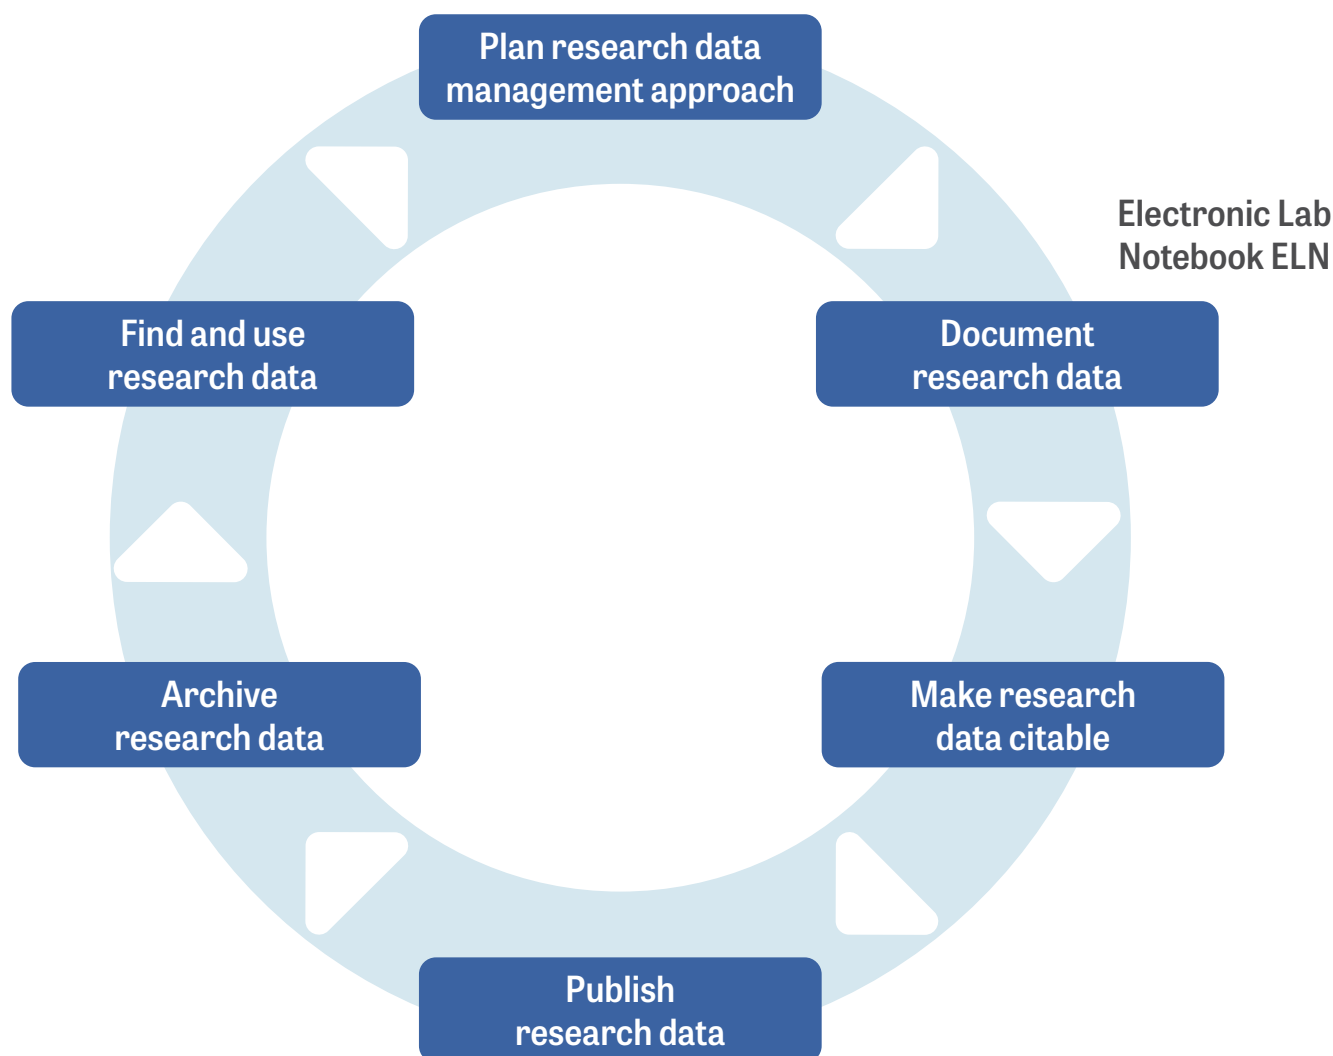 Plan research data
management approach
Electronic Lab
Notebook ELN
Find and use
research data
Document
research data
Archive
research data
Make research
data citable
Publish
research data